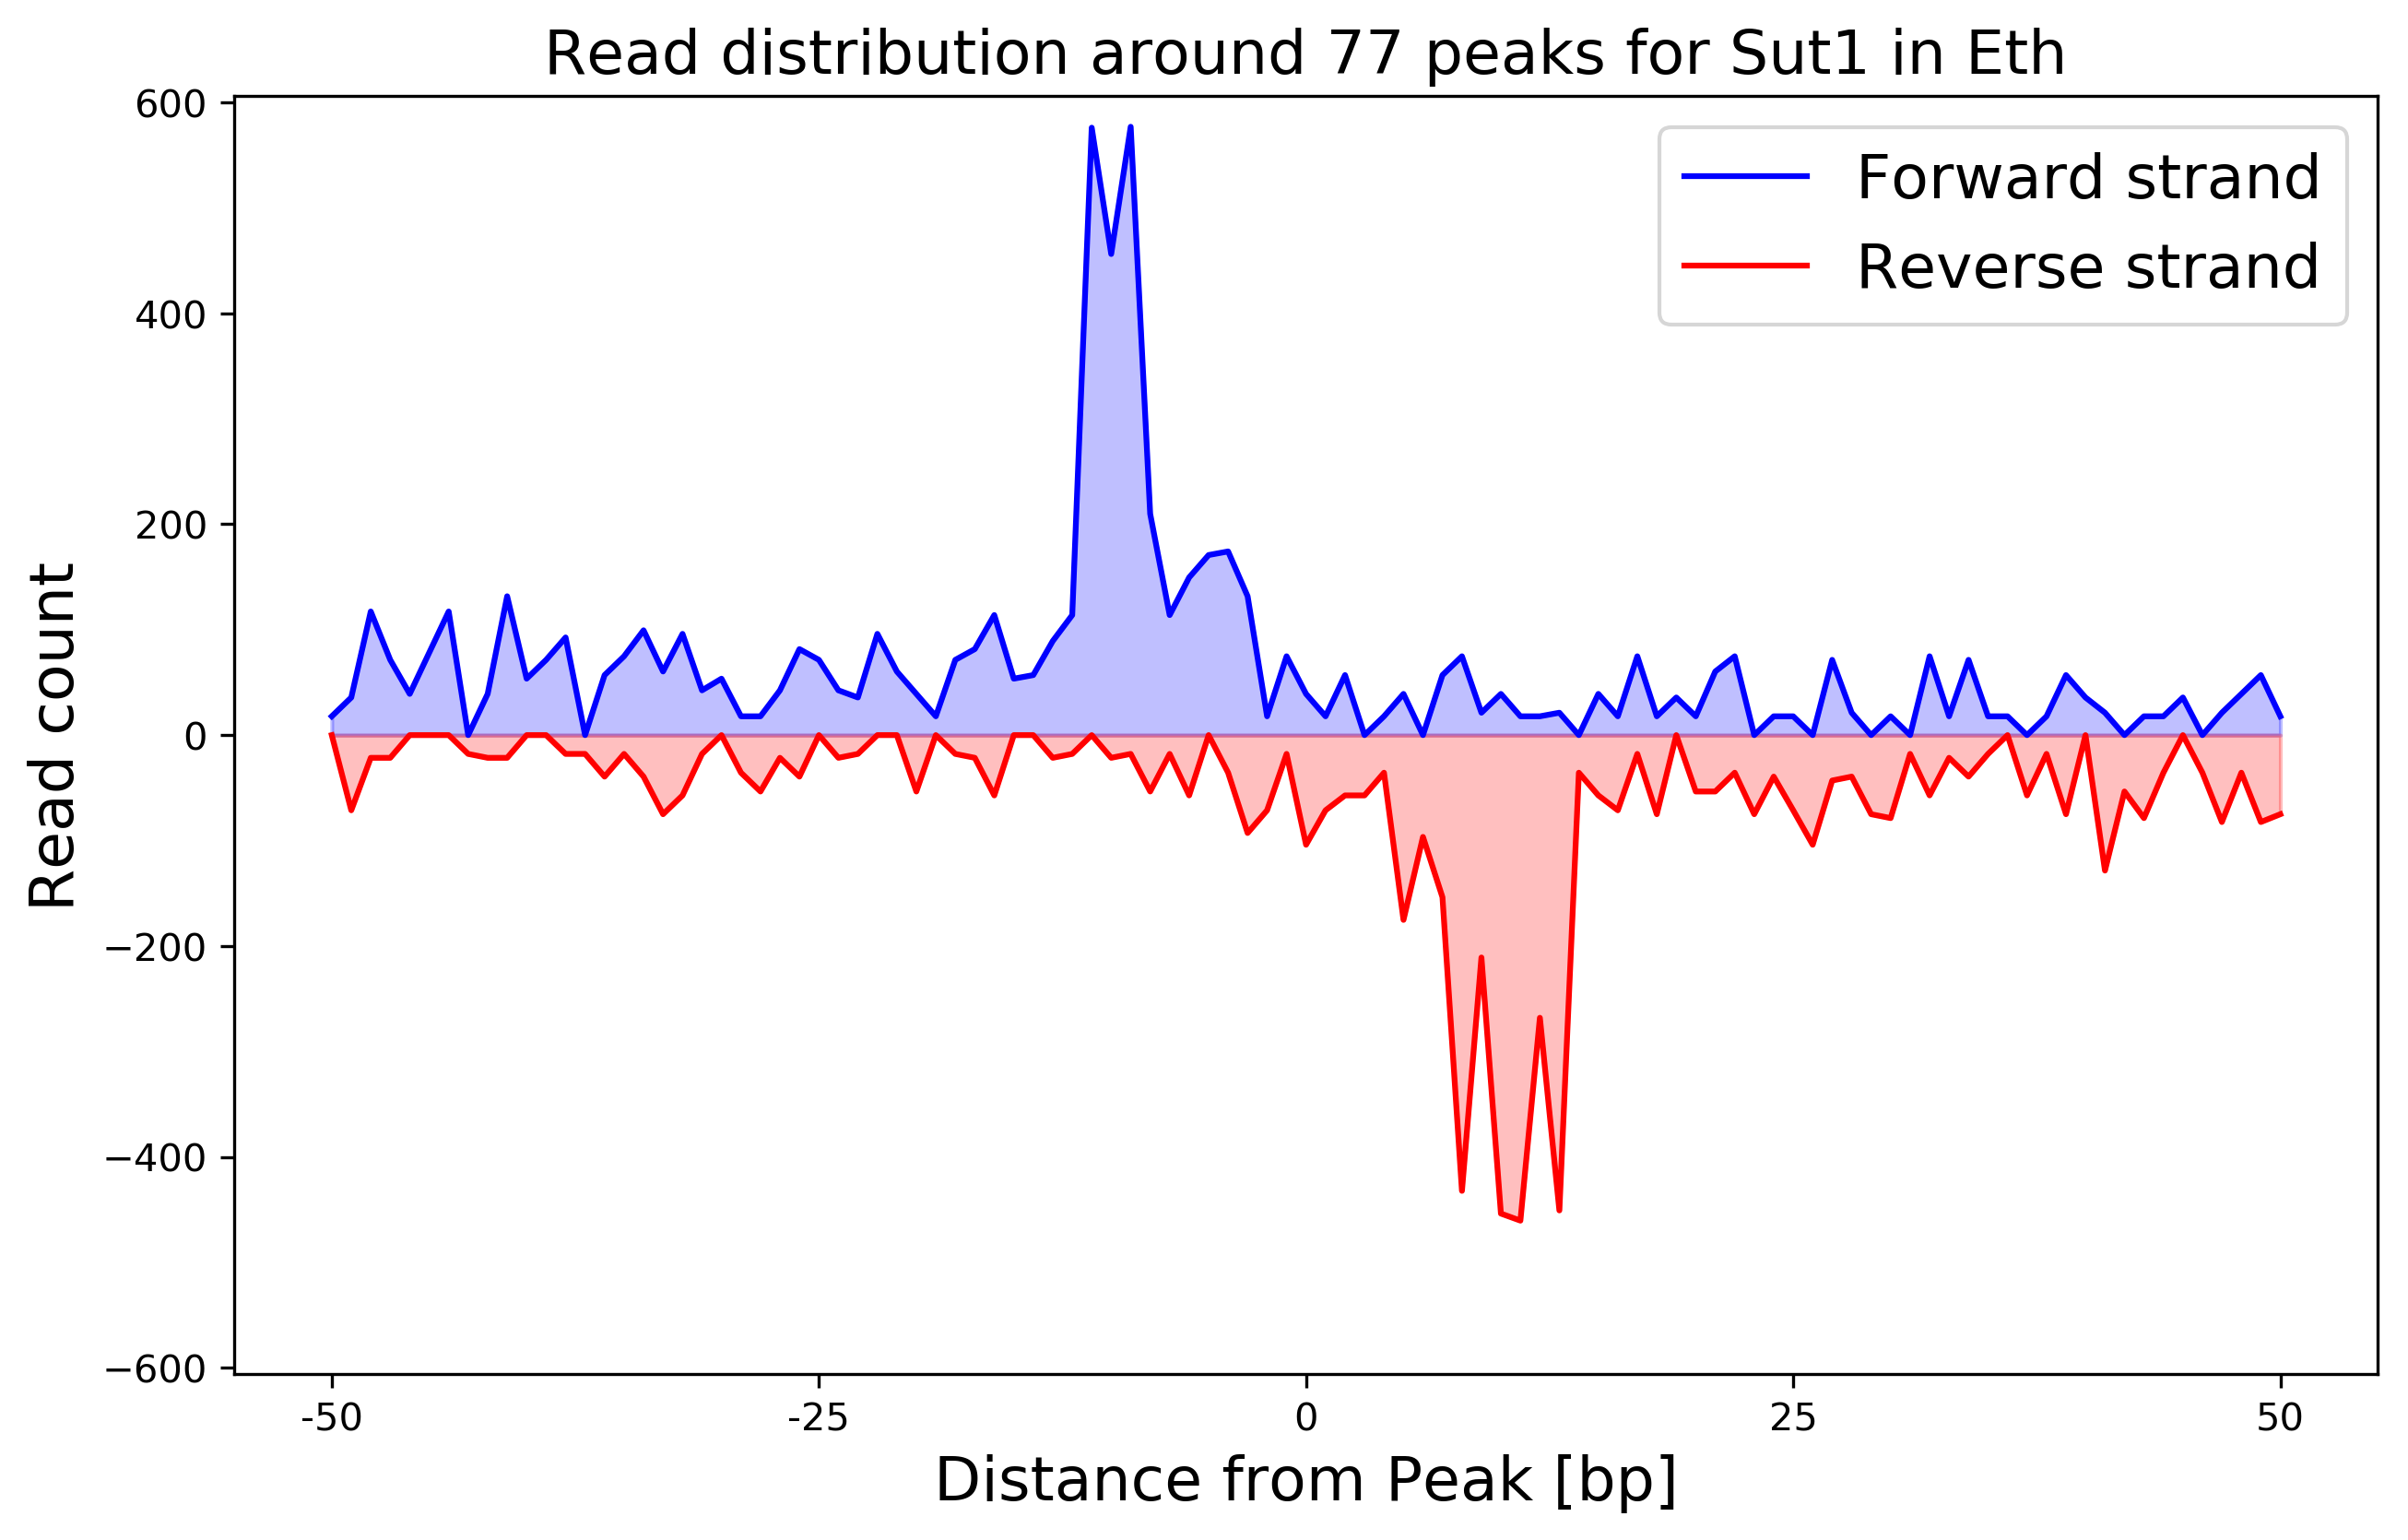 Read distribution around 77 peaks for Sut1 in Eth
Forward strand
Reverse strand
Read count
600
400
200
0
−200
−400
−600
-50
-25
0
25
50
Distance from Peak [bp]